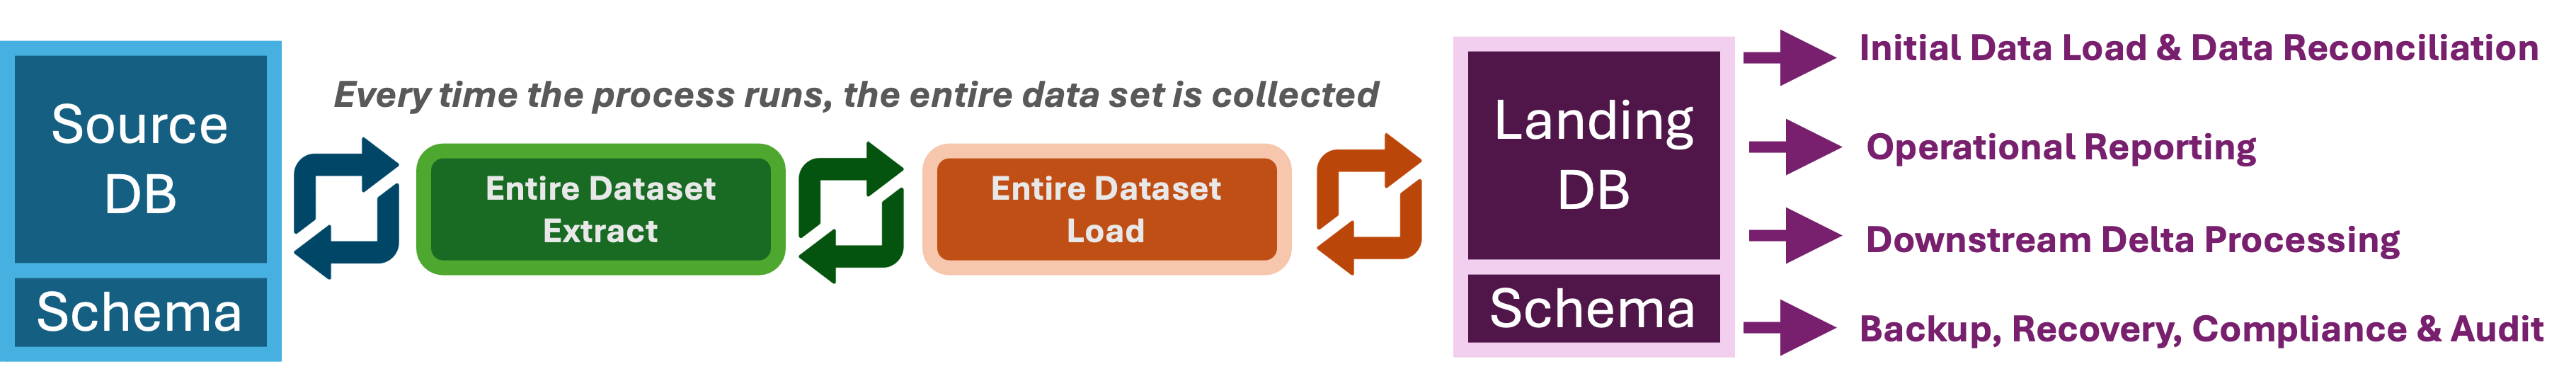 Source
DB
Schema
Every time the process runs, the entire data set is collected
Entire Dataset
Extract
Entire Dataset
Load
Landing
DB
Schema
Initial Data Load & Data Reconciliation
Operational Reporting
Downstream Delta Processing
Backup, Recovery, Compliance & Audit